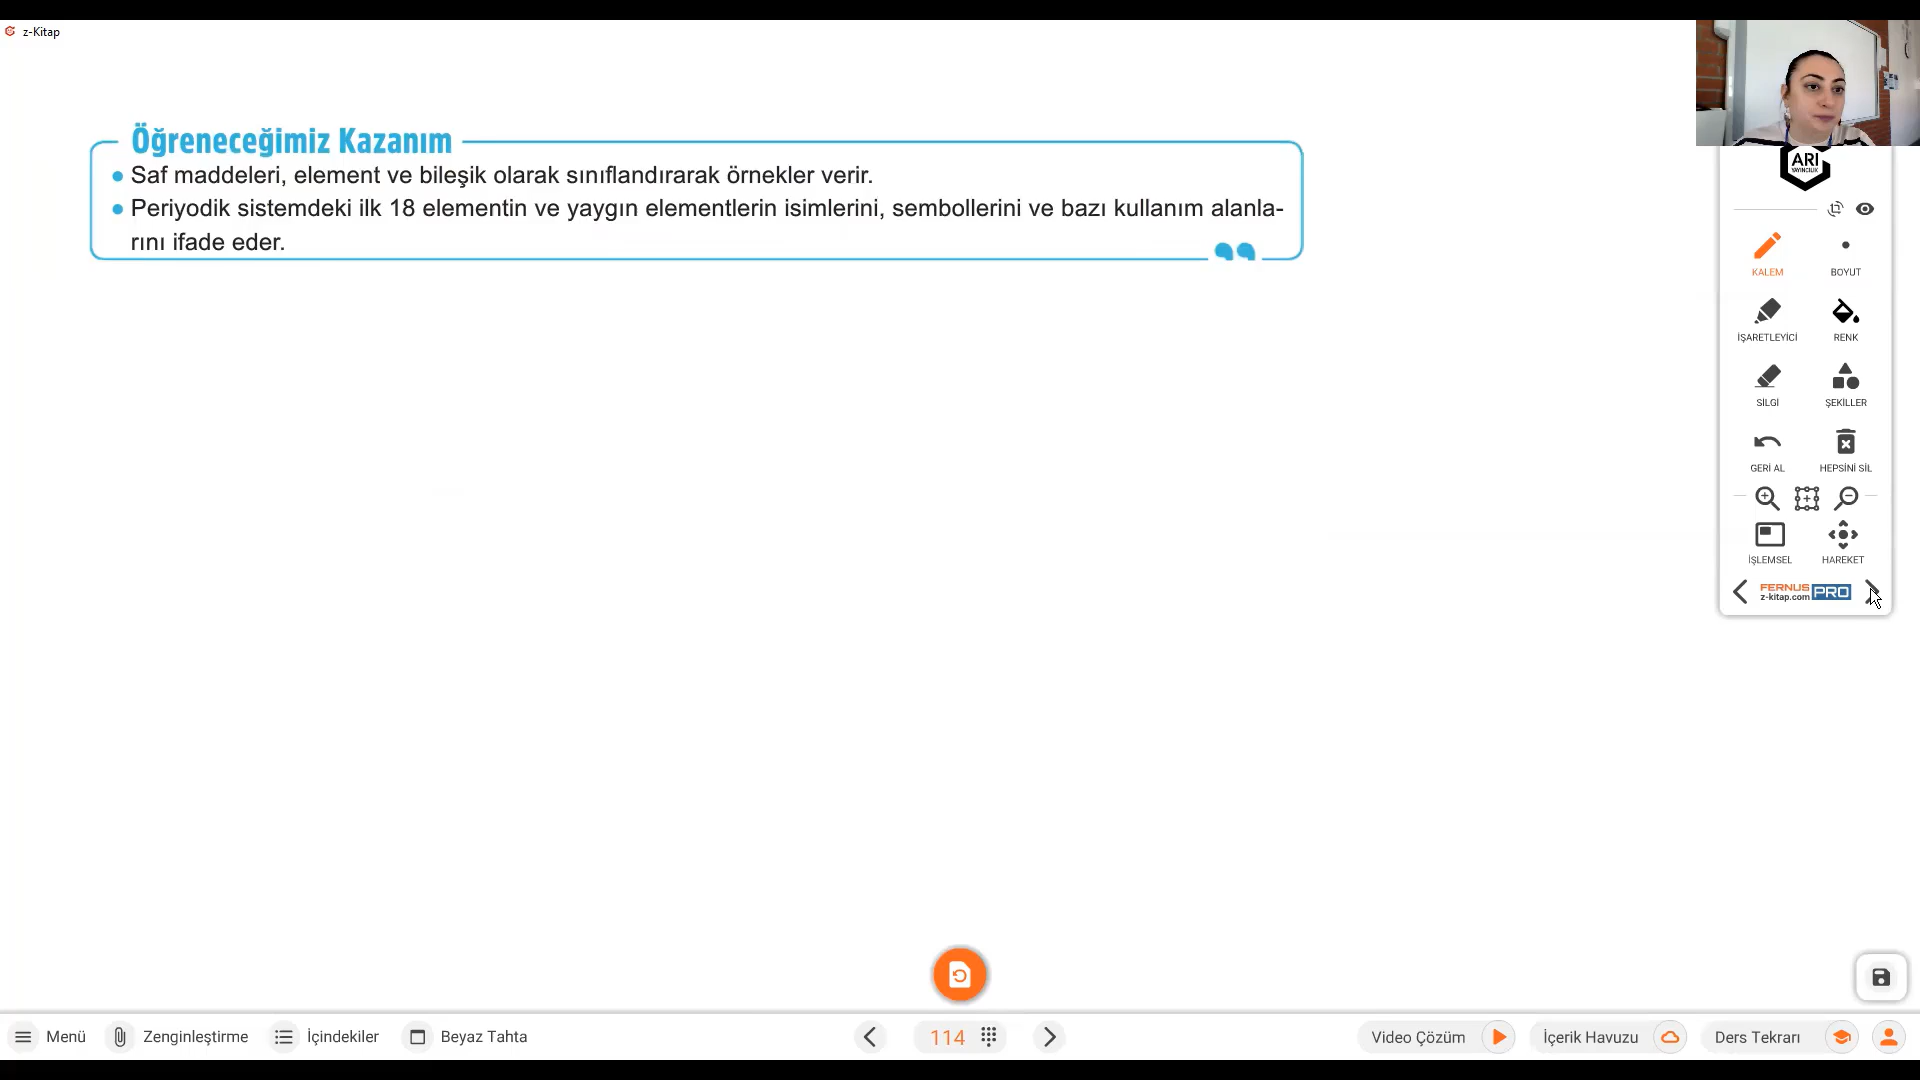 z-Kitap
Öğreneceğimiz Kazanım
Saf maddeleri, element ve bileşik olarak sınıflandırarak örnekler verir.
Periyodik sistemdeki ilk 18 elementin ve yaygın elementlerin isimlerini, sembollerini ve bazı kullanım alanla-
rını ifade eder.
ARI
YAYINCILIK
KALEM
BOYUT
İŞARETLEYİCİ
RENK
SİLGİ
ŞEKİLLER
GERİ AL
HEPSİNİ SİL
İŞLEMSEL
HAREKET
FERNUS
z-kitap.com PRO
Menü
Zenginleştirme
İçindekiler
Beyaz Tahta
114
Video Çözüm
İçerik Havuzu
Ders Tekrarı